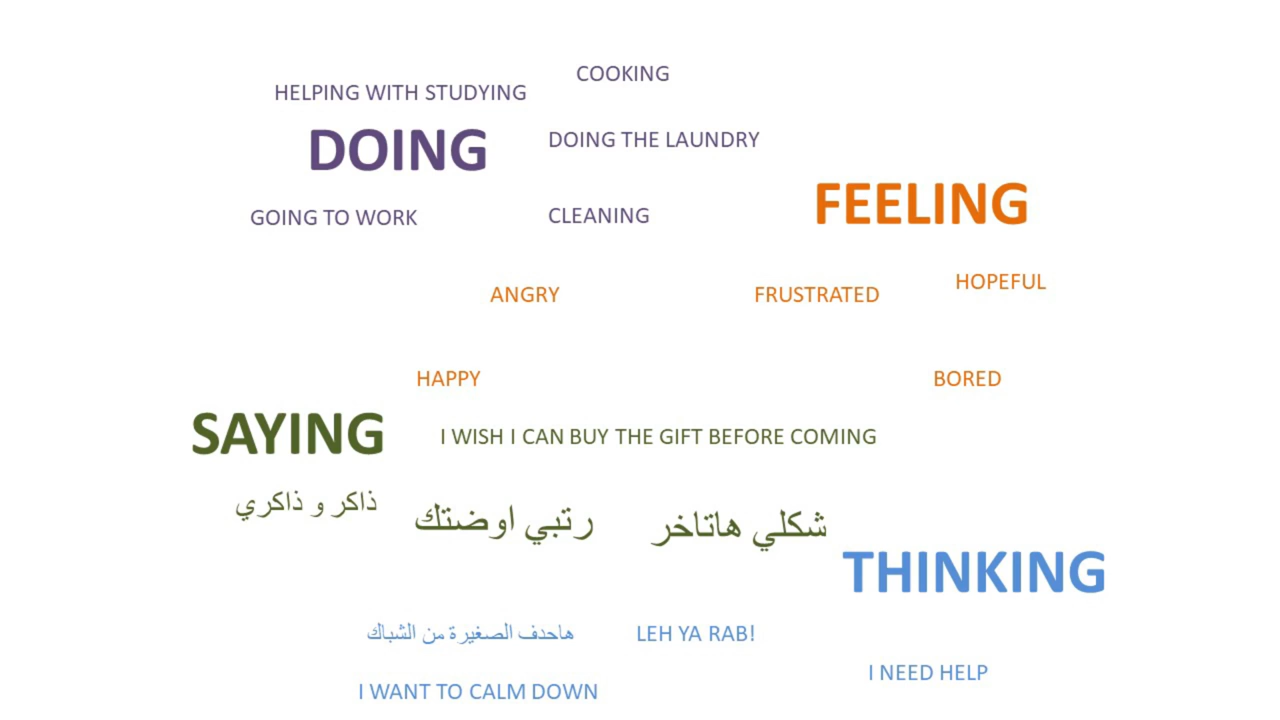 COOKING
HELPING WITH STUDYING
DOING
DOING THE LAUNDRY
GOING TO WORK
CLEANING
FEELING
ANGRY
FRUSTRATED
HOPEFUL
HAPPY
BORED
SAYING
I WISH I CAN BUY THE GIFT BEFORE COMING
ذاكر و ذاكري
رتبي اوضتك
شكلي هاتاخر
THINKING
هاحدف الصغيرة من الشباك
LEH YA RAB!
I NEED HELP
I WANT TO CALM DOWN